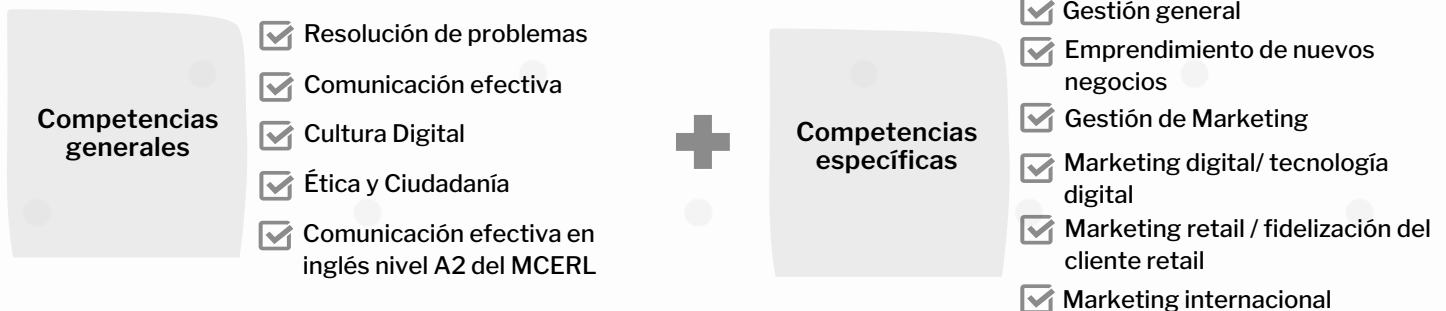 Competencias
generales
Resolución de problemas
Comunicación efectiva
Cultura Digital
Ética y Ciudadanía
Comunicación efectiva en
inglés nivel A2 del MCERL
Competencias
específicas
Gestión general
Emprendimiento de nuevos
negocios
Gestión de Marketing
Marketing digital/ tecnología
digital
Marketing retail / fidelización del
cliente retail
Marketing internacional